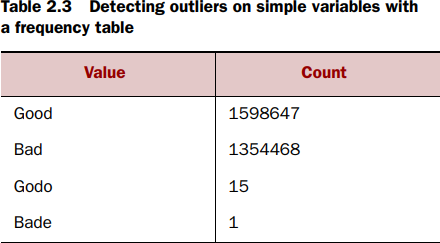 Table 2.3 Detecting outliers on simple variables with
a frequency table
Value Count
Good 1598647
Bad 1354468
Godo 15
Bade 1